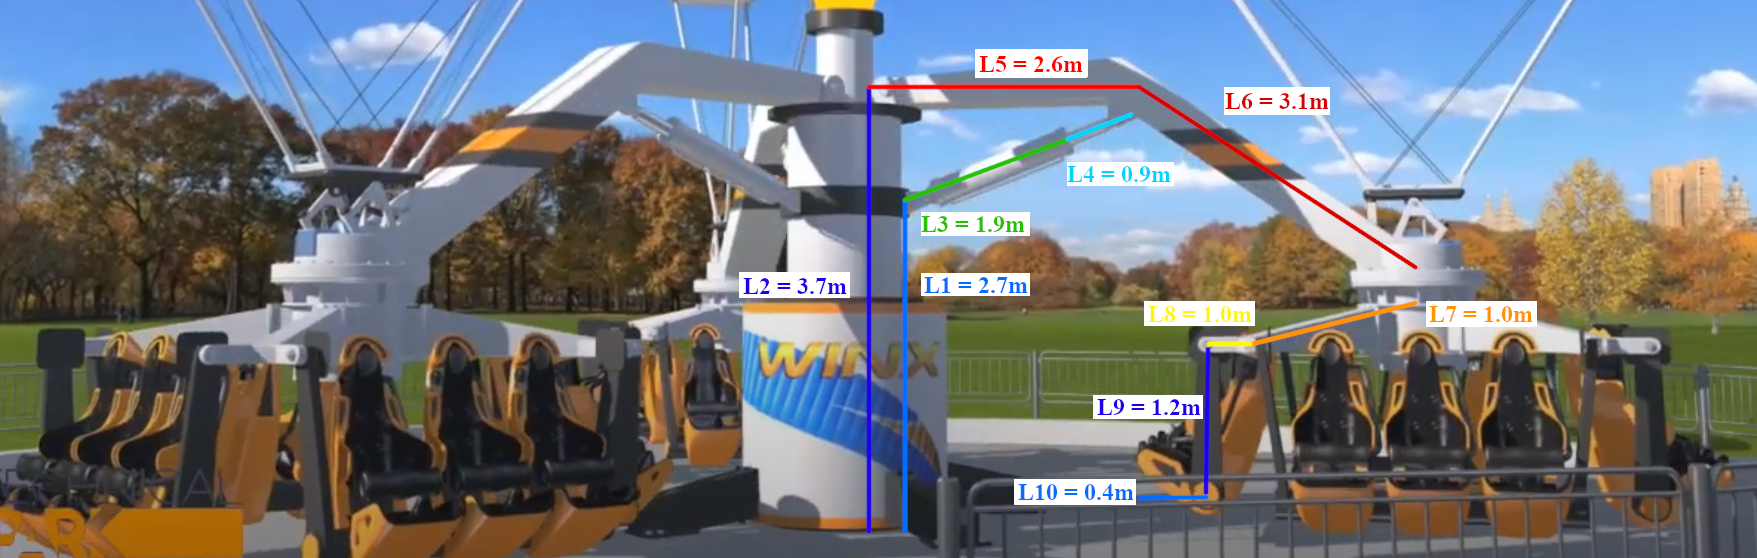 L5 = 2.6m
L6 = 3.1m
L4 = 0.9m
L3 = 1.9m
L2 = 3.7m
L1 = 2.7m
L8 = 1.0m
L7 = 1.0m
WINX
L9 = 1.2m
L10 = 0.4m
PARK